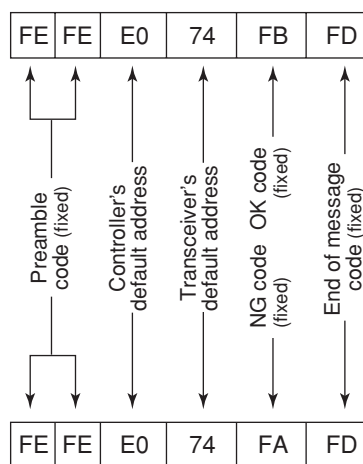 FE FE E0 74 FB FD
Preamble
code (fixed)
Controller's
default address
Transceiver's
default address
OK code
(fixed)
NG code
(fixed)
End of message
code (fixed)
FE FE E0 74 FA FD